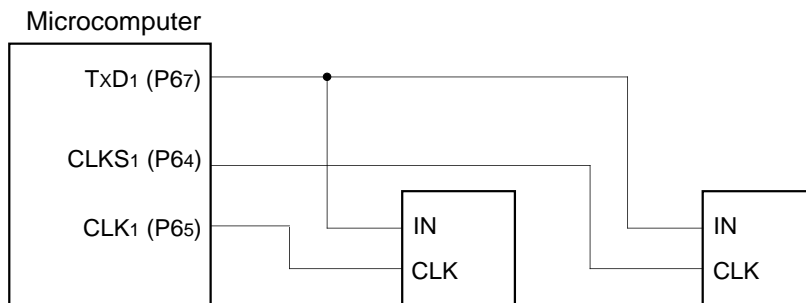 Microcomputer
TXD1 (P67)
CLKS1 (P64)
CLK1 (P65)
IN
CLK
IN
CLK